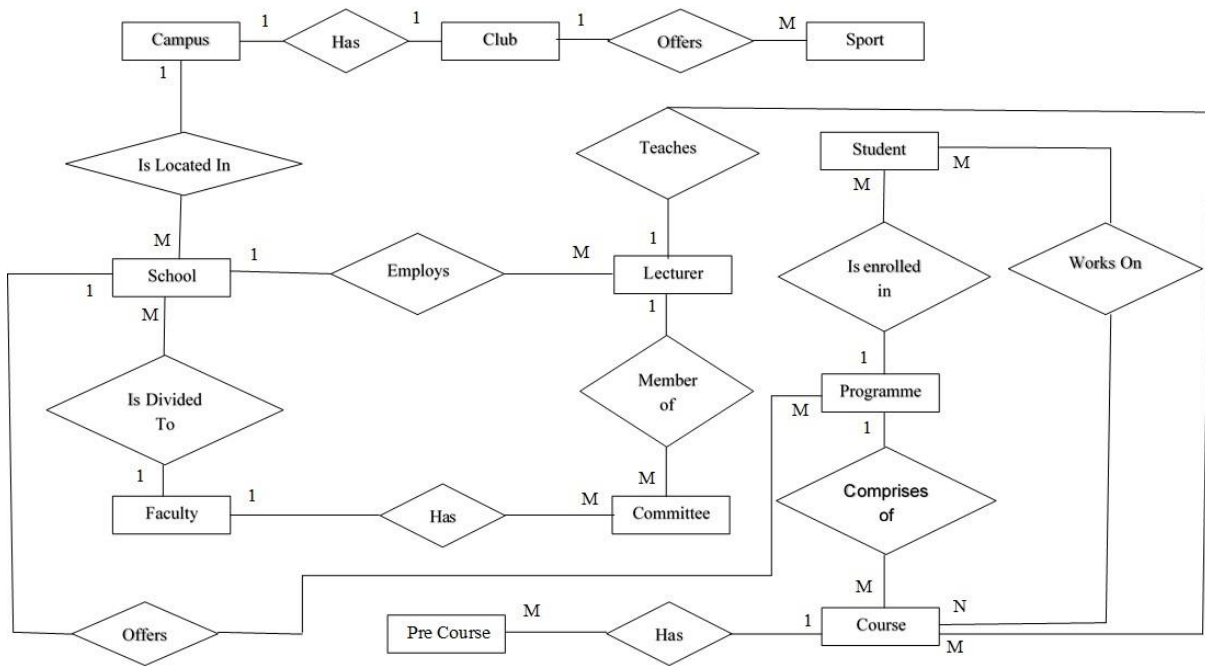 1 1 1 M
Campus Has Club Offers Sport
1
Teaches Student
M
Is Located In M
M 1
1 M Is enrolled
in Works On
School Employs Lecturer
1 1
M
1
Member
of Programme
Is Divided
To M
1
1 1 M M
Comprises
of
Faculty Has Committee
M
M N
Pre Course Has 1 Course
Offers M